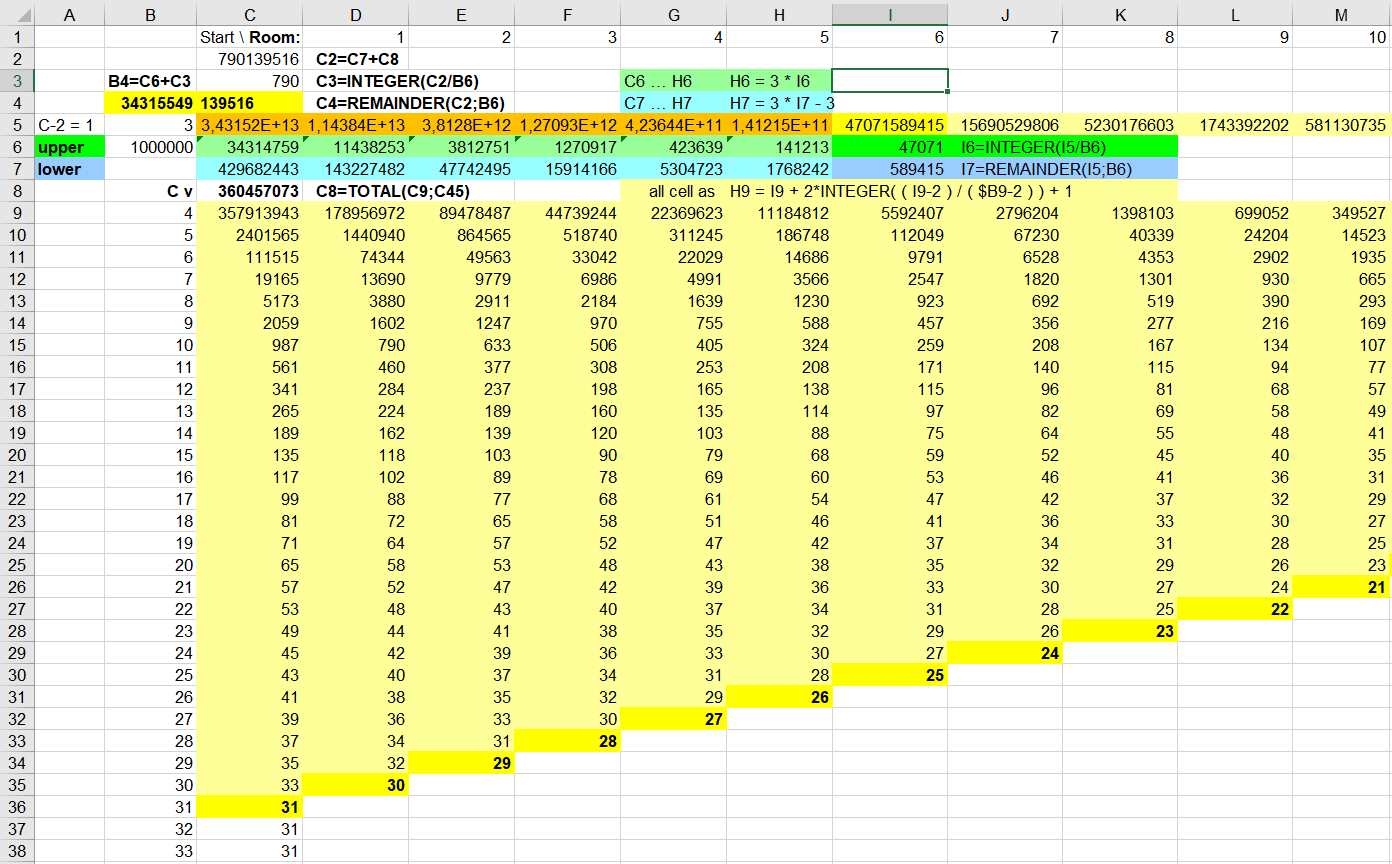 A B C D E F G H I J K L M
1 Start \ Room: 1 2 3 4 5 6 7 8 9 10
2 790139516 C2=C7+C8
3 B4=C6+C3 790 C3=INTEGER(C2/B6) C6 ... H6 H6 = 3 * I6
4 34315549 139516 C4=REMAINDER(C2;B6) C7 ... H7 H7 = 3 * I7 - 3
5 C-2 = 1 3 3,43152E+13 1,14384E+13 3,8128E+12 1,27093E+12 4,23644E+11 1,41215E+11 47071589415 15690529806 5230176603 1743392202 581130735
6 upper 1000000 34314759 11438253 3812751 1270917 423639 141213 47071 I6=INTEGER(I5/B6)
7 lower 429682443 143227482 47742495 15914166 5304723 1768242 589415 I7=REMAINDER(I5;B6)
8 C v 360457073 C8=TOTAL(C9;C45) all cell as H9 = I9 + 2*INTEGER( ( I9-2 ) / ( $B9-2 ) ) + 1
9 4 357913943 178956972 89478487 44739244 22369623 11184812 5592407 2796204 1398103 699052 349527
10 5 2401565 1440940 864565 518740 311245 186748 112049 67230 40339 24204 14523
11 6 111515 74344 49563 33042 22029 14686 9791 6528 4353 2902 1935
12 7 19165 13690 9779 6986 4991 3566 2547 1820 1301 930 665
13 8 5173 3880 2911 2184 1639 1230 923 692 519 390 293
14 9 2059 1602 1247 970 755 588 457 356 277 216 169
15 10 987 790 633 506 405 324 259 208 167 134 107
16 11 561 460 377 308 253 208 171 140 115 94 77
17 12 341 284 237 198 165 138 115 96 81 68 57
18 13 265 224 189 160 135 114 97 82 69 58 49
19 14 189 162 139 120 103 88 75 64 55 48 41
20 15 135 118 103 90 79 68 59 52 45 40 35
21 16 117 102 89 78 69 60 53 46 41 36 31
22 17 99 88 77 68 61 54 47 42 37 32 29
23 18 81 72 65 58 51 46 41 36 33 30 27
24 19 71 64 57 52 47 42 37 34 31 28 25
25 20 65 58 53 48 43 38 35 32 29 26 23
26 21 57 52 47 42 39 36 33 30 27 24 21
27 22 53 48 43 40 37 34 31 28 25 22
28 23 49 44 41 38 35 32 29 26 23
29 24 45 42 39 36 33 30 27 24
30 25 43 40 37 34 31 28 25
31 26 41 38 35 32 29 26
32 27 39 36 33 30 27
33 28 37 34 31 28
34 29 35 32 29
35 30 33 30
36 31 31
37 32 31
38 33 31